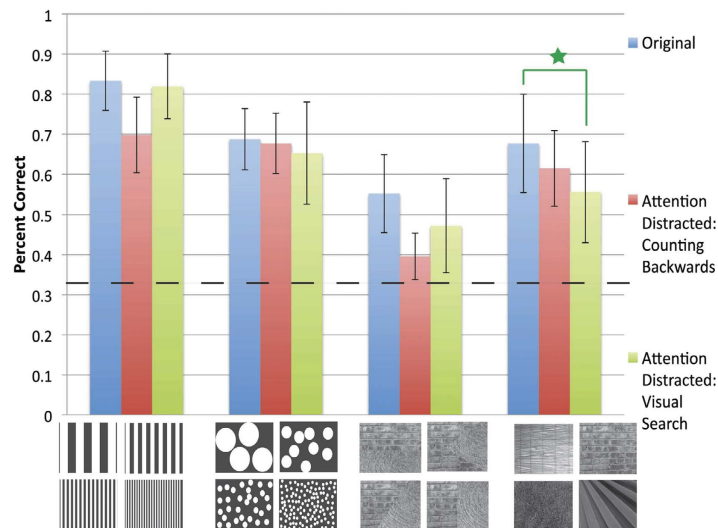 1
0.9
0.8
0.7
0.6
0.5
0.4
0.3
0.2
0.1
0
Percent Correct
Original
Attention
Distracted:
Counting
Backwards
Attention
Distracted:
Visual
Search